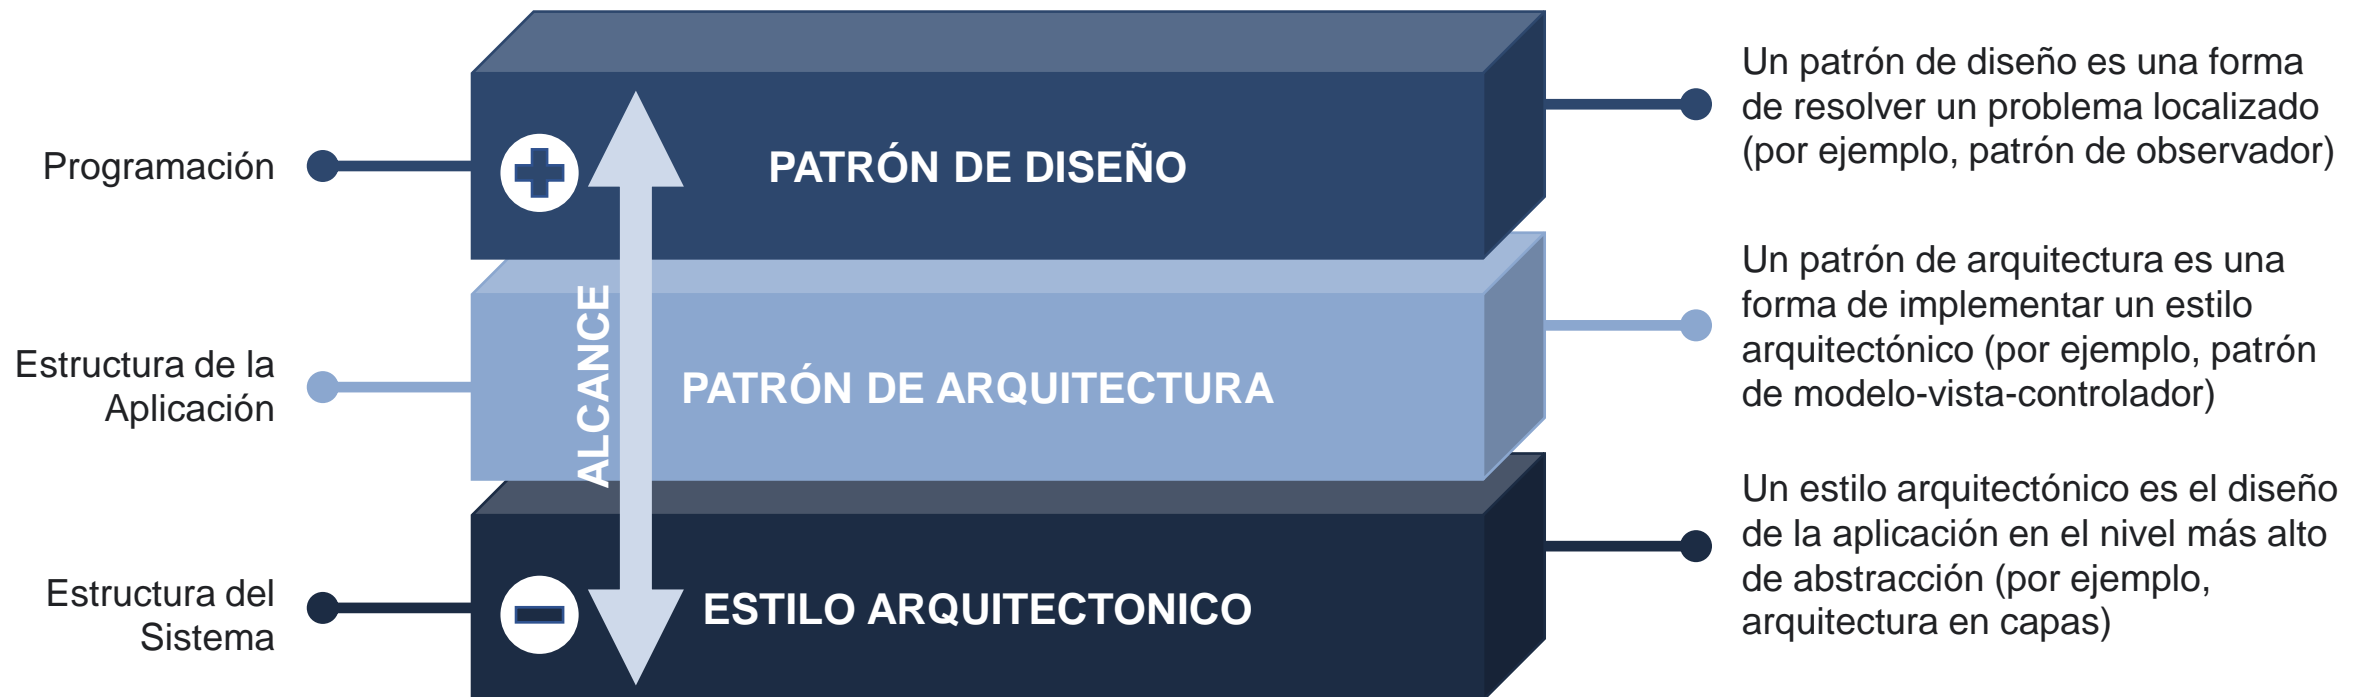 Programación
PATRÓN DE DISEÑO
Un patrón de diseño es una forma
de resolver un problema localizado
(por ejemplo, patrón de observador)
ALCANCE
Estructura de la
Aplicación
PATRÓN DE ARQUITECTURA
Un patrón de arquitectura es una
forma de implementar un estilo
arquitectónico (por ejemplo, patrón
de modelo-vista-controlador)
Estructura del
Sistema
ESTILO ARQUITECTONICO
Un estilo arquitectónico es el diseño
de la aplicación en el nivel más alto
de abstracción (por ejemplo,
arquitectura en capas)